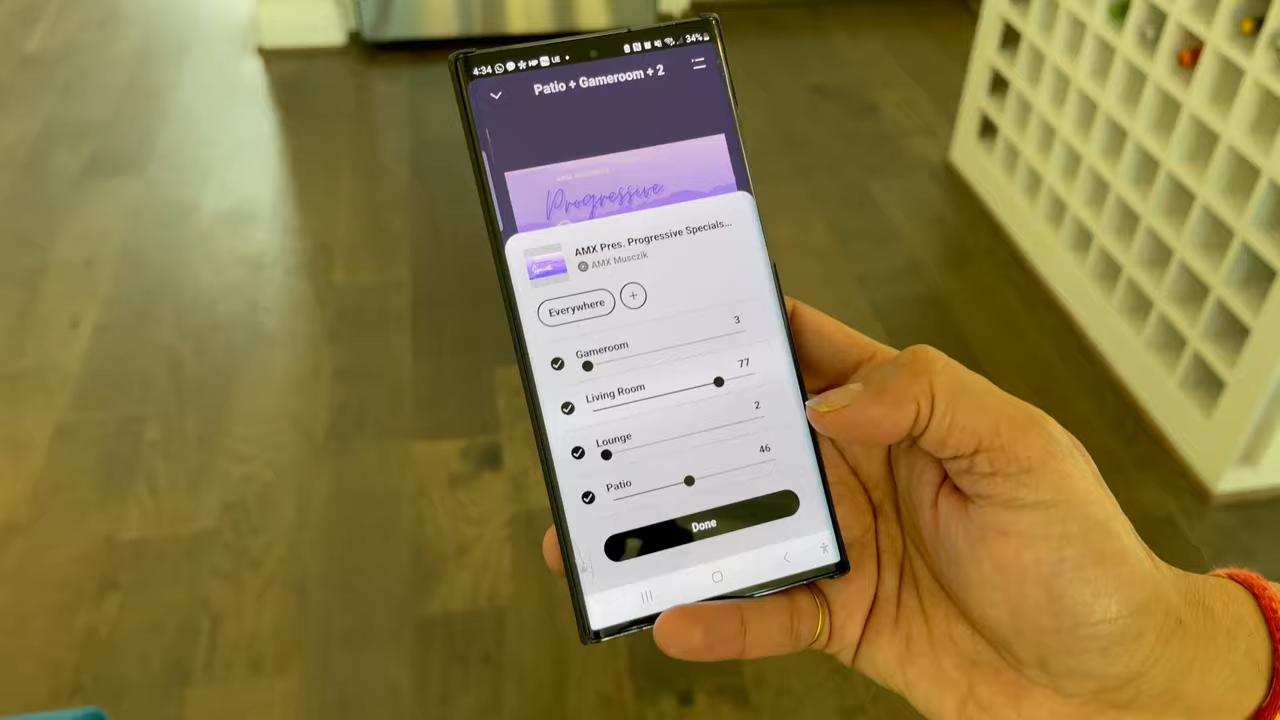 4:34
34%
Patio + Gameroom + 2
Progressive
AMX Pres. Progressive Specials...
AMX Musczik
Everywhere
+
Gameroom 3
Living Room 77
Lounge 2
Patio 46
Done